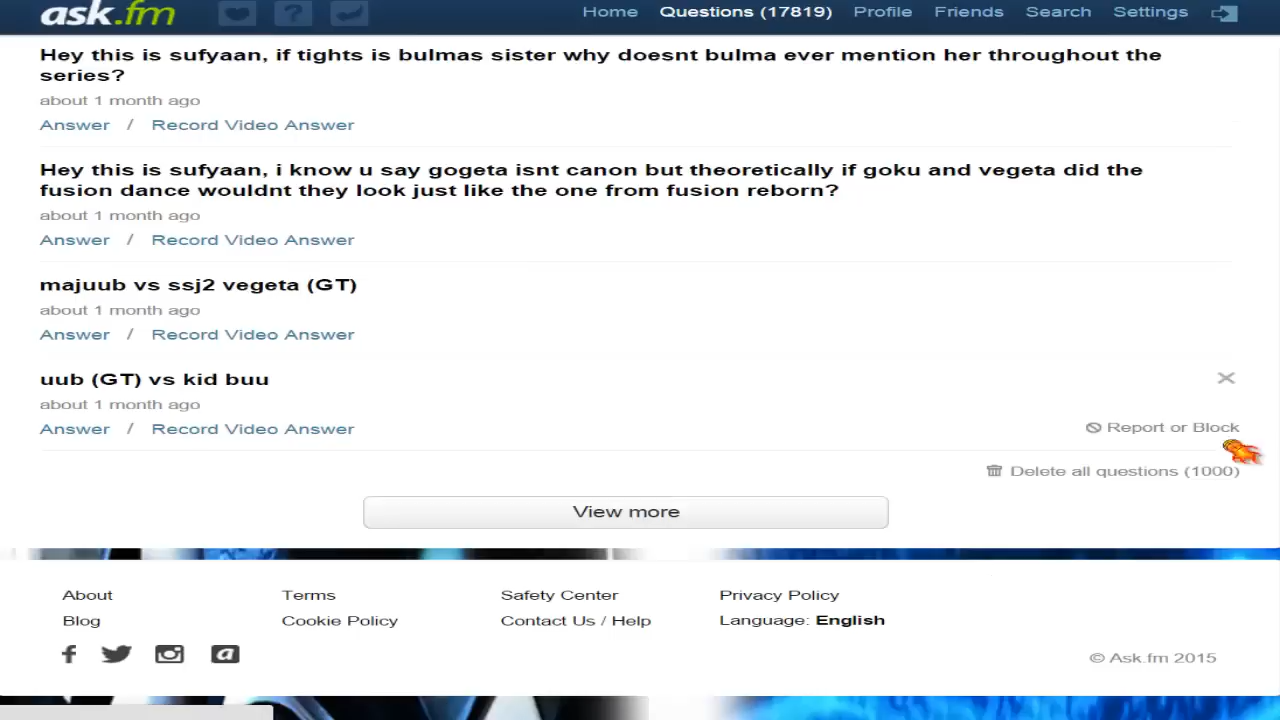 ask.fm
Home Questions (17819) Profile Friends Search Settings
Hey this is sufyaan, if tights is bulmas sister why doesnt bulma ever mention her throughout the
series?
about 1 month ago
Answer / Record Video Answer
Hey this is sufyaan, i know u say gogeta isnt canon but theoretically if goku and vegeta did the
fusion dance wouldnt they look just like the one from fusion reborn?
about 1 month ago
Answer / Record Video Answer
majuub vs ssj2 vegeta (GT)
about 1 month ago
Answer / Record Video Answer
uub (GT) vs kid buu
about 1 month ago
Answer / Record Video Answer
Report or Block
Delete all questions (1000)
View more
About Terms Safety Center Privacy Policy
Blog Cookie Policy Contact Us / Help Language: English
© Ask.fm 2015